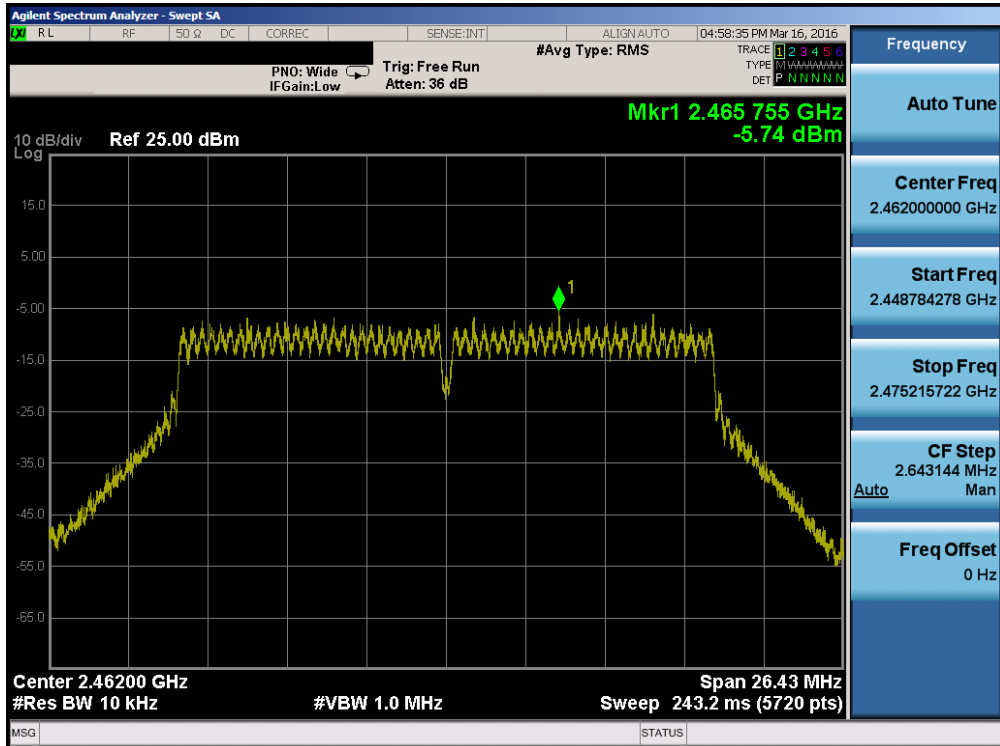 Agilent Spectrum Analyzer - Swept SA
LXI RL RF 50 Ω DC CORREC SENSE:INT ALIGN AUTO 04:58:35 PM Mar 16, 2016
#Avg Type: RMS TRACE 1 2 3 4 5 6
PNO: Wide Trig: Free Run TYPE M WWWWW
IFGain:Low Atten: 36 dB DET P N N N N N
Mkr1 2.465 755 GHz
10 dB/div Ref 25.00 dBm -5.74 dBm
Log
15.0
5.00
1
-5.00
-15.0
-25.0
-35.0
-45.0
-55.0
-65.0
Center 2.46200 GHz Span 26.43 MHz
#Res BW 10 kHz #VBW 1.0 MHz Sweep 243.2 ms (5720 pts)
MSG STATUS
Frequency
Auto Tune
Center Freq
2.462000000 GHz
Start Freq
2.448784278 GHz
Stop Freq
2.475215722 GHz
CF Step
2.643144 MHz
Auto Man
Freq Offset
0 Hz